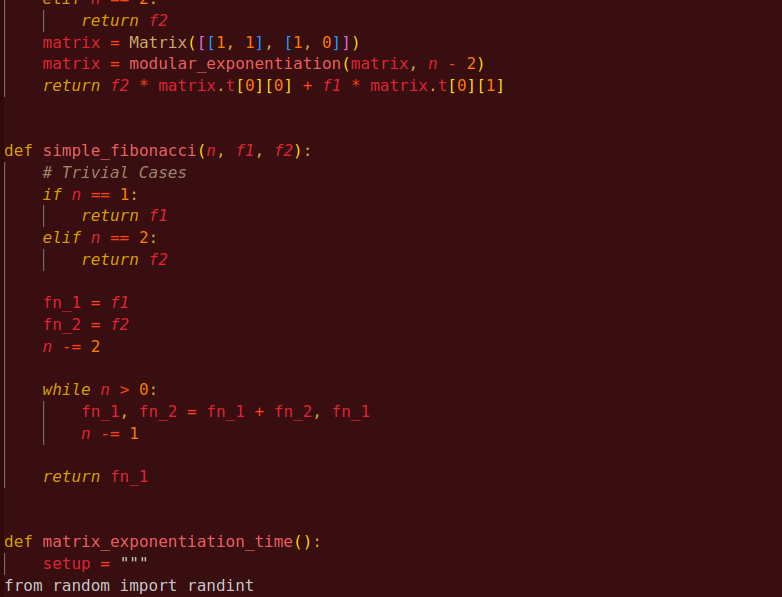 elif n == 2:
return f2
matrix = Matrix([[1, 1], [1, 0]])
matrix = modular_exponentiation(matrix, n - 2)
return f2 * matrix.t[0][0] + f1 * matrix.t[0][1]
def simple_fibonacci(n, f1, f2):
# Trivial Cases
if n == 1:
return f1
elif n == 2:
return f2
fn_1 = f1
fn_2 = f2
n -= 2
while n > 0:
fn_1, fn_2 = fn_1 + fn_2, fn_1
n -= 1
return fn_1
def matrix_exponentiation_time():
setup = """
from random import randint